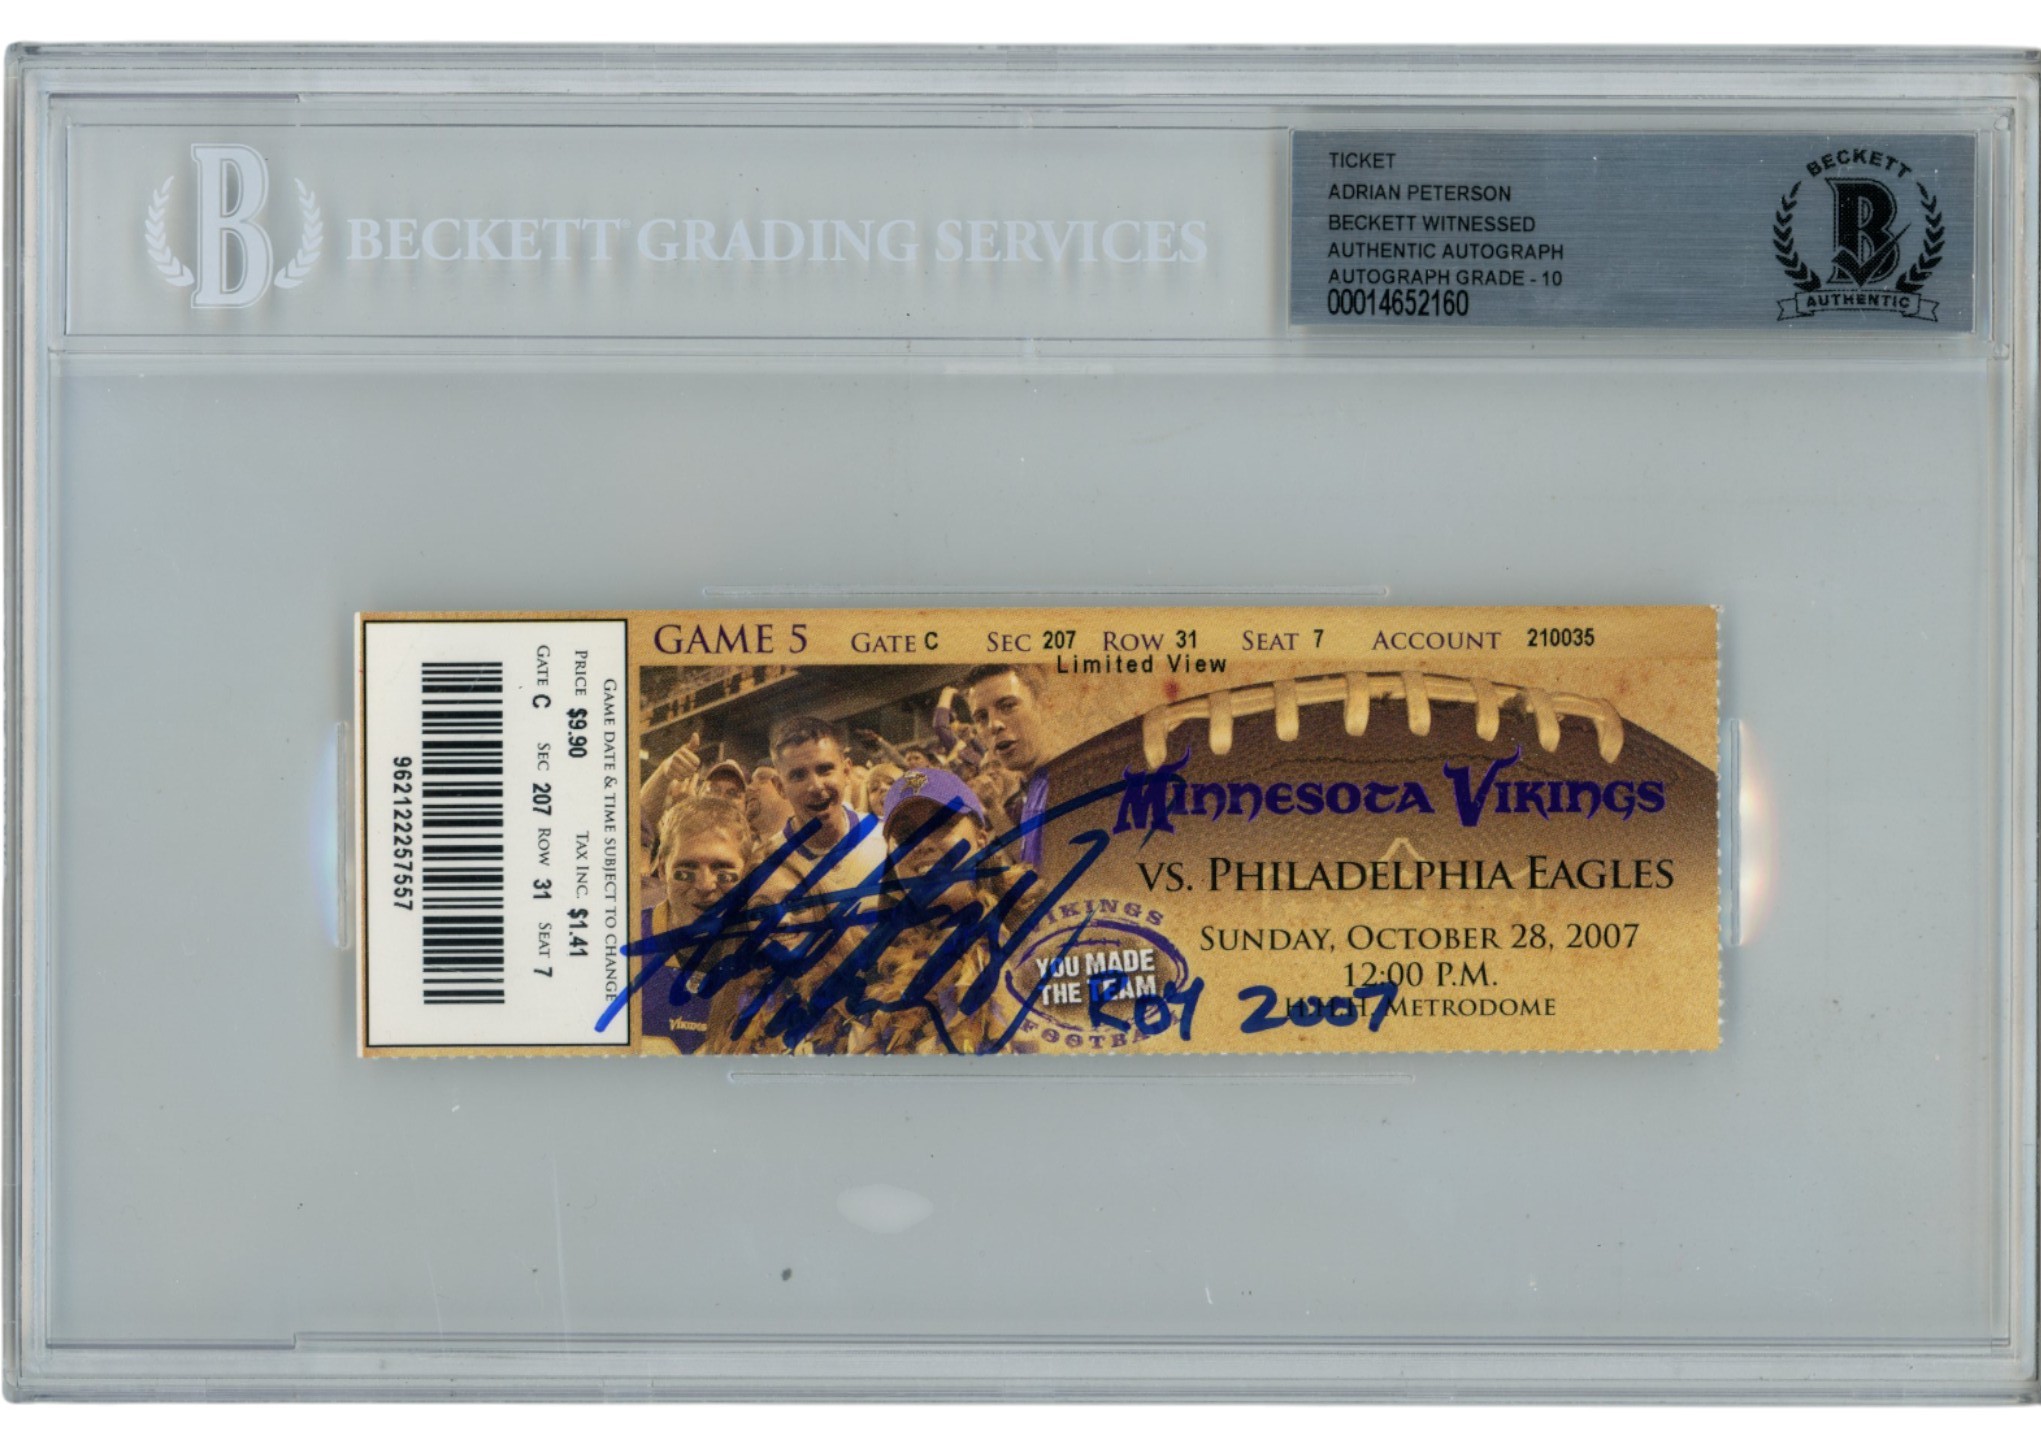 BECKETT GRADING SERVICES
TICKET
ADRIAN PETERSON
BECKETT WITNESSED
AUTHENTIC AUTOGRAPH
AUTOGRAPH GRADE - 10
00014652160
BECKETT
B
AUTHENTIC
GAME 5 GATE C SEC 207 ROW 31 SEAT 7 ACCOUNT 210035
Limited View
MINNESOTA VIKINGS
VS. PHILADELPHIA EAGLES
SUNDAY, OCTOBER 28, 2007
12:00 P.M.
H.H.H. METRODOME
VIKINGS
YOU MADE
THE TEAM
FOOTBA
ROY 2007
VIKINGS
GAME DATE & TIME SUBJECT TO CHANGE
PRICE $9.90 TAX INC. $1.41
GATE C SEC 207 ROW 31 SEAT 7
962122257557